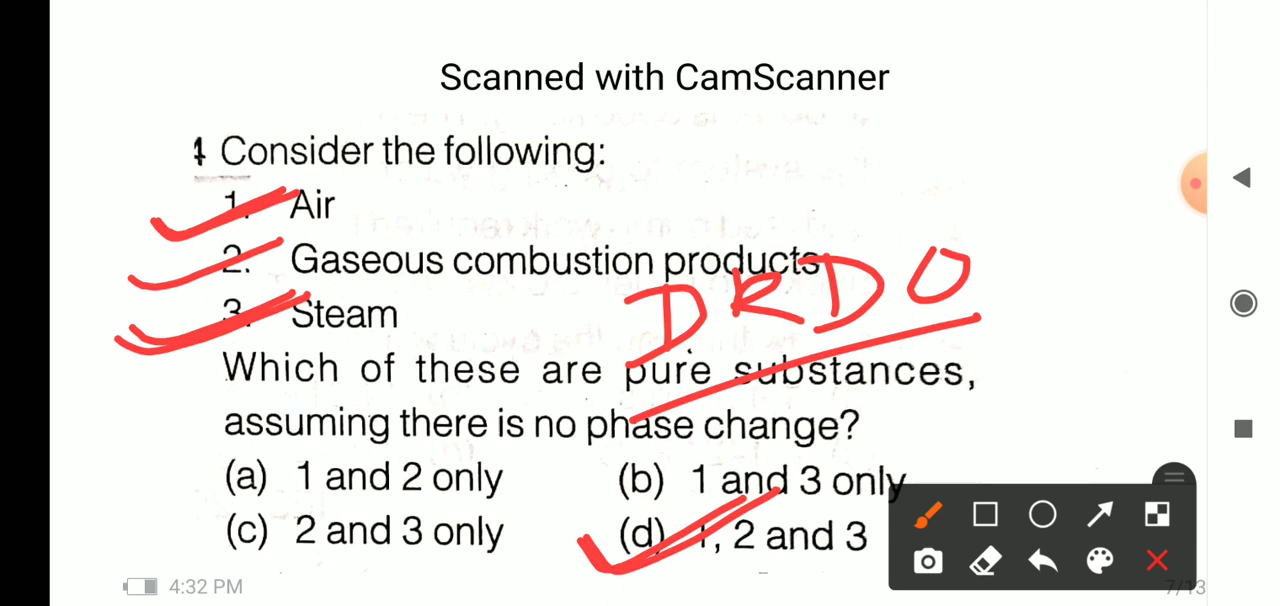 Scanned with CamScanner
1 Consider the following:
1. Air
2. Gaseous combustion products
3. Steam
DRDO
Which of these are pure substances,
assuming there is no phase change?
(a) 1 and 2 only (b) 1 and 3 only
(c) 2 and 3 only (d) 1, 2 and 3
4:32 PM
7/13